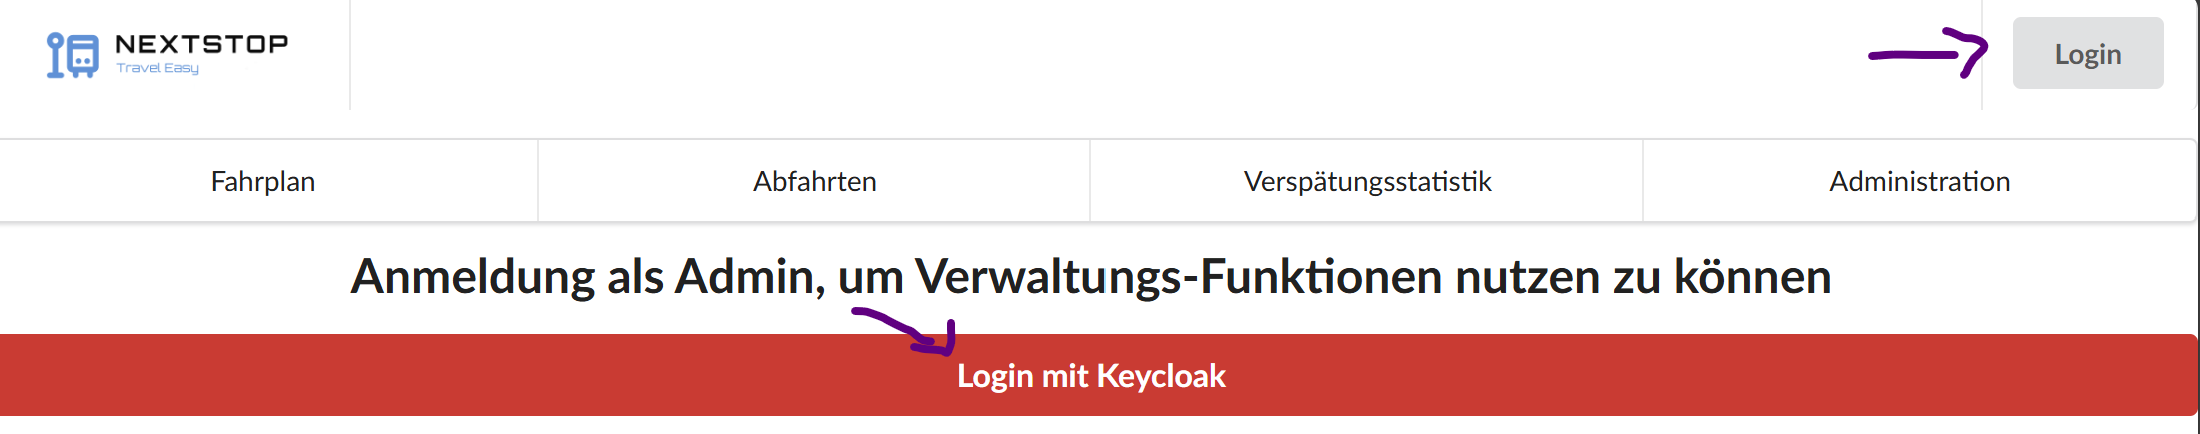 NEXTSTOP
Travel Easy
Login
Fahrplan
Abfahrten
Verspätungsstatistik
Administration
Anmeldung als Admin, um Verwaltungs-Funktionen nutzen zu können
Login mit Keycloak